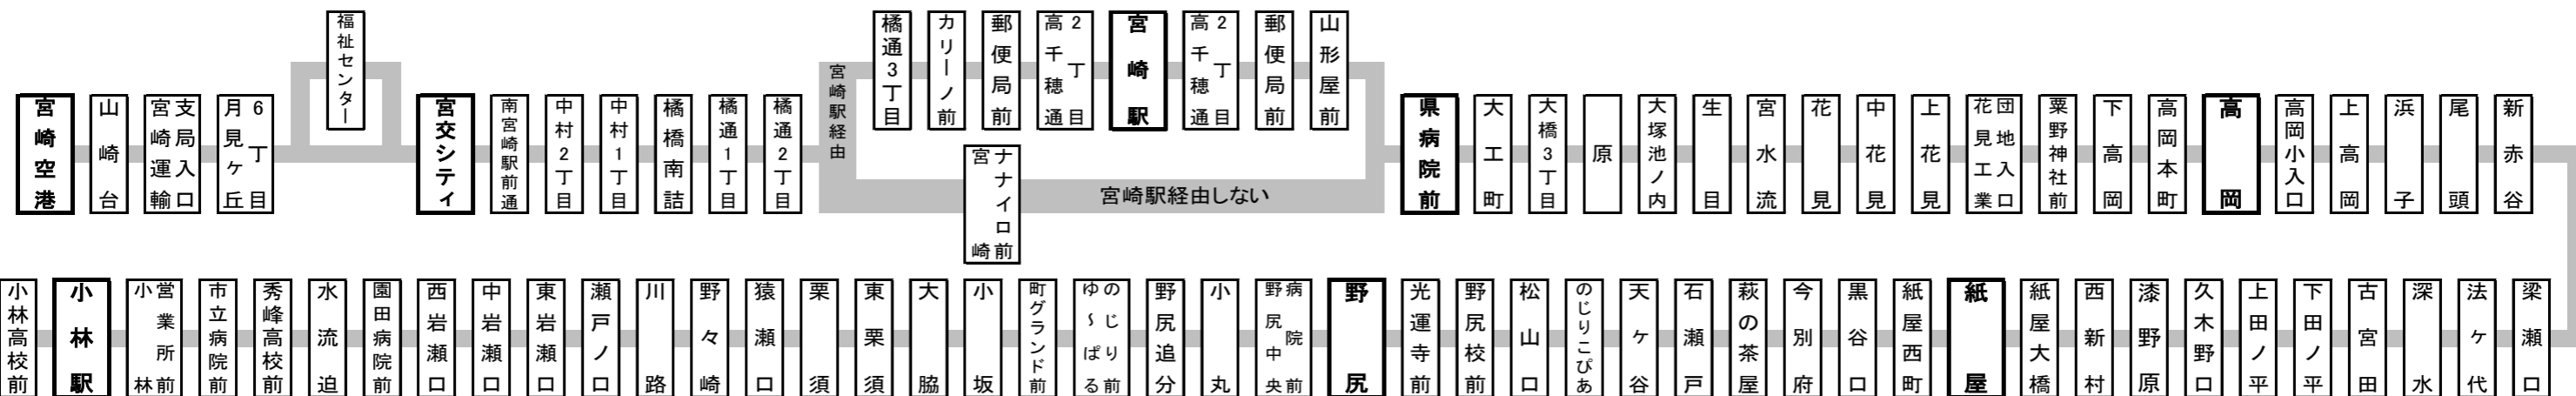 宮崎空港
山崎台
宮崎運輸支局入口
月見ヶ丘6丁目
福祉センター
宮交シティ
南宮崎駅前通
中村2丁目
中村1丁目
橘橋南詰
橘通1丁目
橘通2丁目
宮崎駅経由
橘通3丁目
カリーノ前
郵便局前
高千穂通2丁目
宮崎駅
高千穂通2丁目
郵便局前
山形屋前
宮崎ナナイロ前
宮崎駅経由しない
県病院前
大工町
大橋3丁目
原
大塚池ノ内
生目
宮水流
花見
中花見
上花見
花見工業団地入口
粟野神社前
下高岡
高岡本町
高岡
高岡小入口
上高岡
浜子
尾頭
新赤谷
梁瀬口
法ヶ代
深水
古宮田
下田ノ平
上田ノ平
久木野口
漆野原
西新村
紙屋大橋
紙屋
紙屋西町
黒谷口
今別府
萩の茶屋
石瀬戸
天ヶ谷
のじりこぴあ
松山口
野尻校前
光運寺前
野尻
野尻中央病院前
小丸
野尻追分
ゆ～ぱるのじり前
町グランド前
小坂
大脇
東栗須
栗須
猿瀬口
野々崎
川路
瀬戸ノ口
東岩瀬口
中岩瀬口
西岩瀬口
園田病院前
水流迫
秀峰高校前
市立病院前
小林営業所前
小林駅
小林高校前